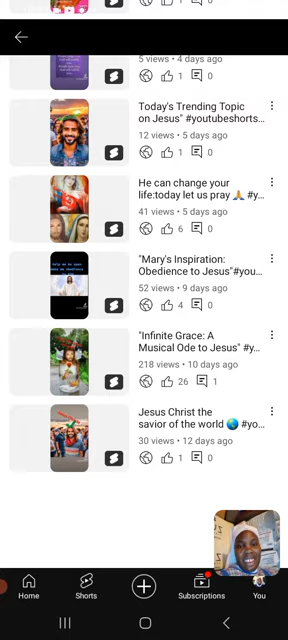 5 views • 4 days ago
1 0
Today's Trending Topic
on Jesus" #youtubeshorts...
12 views • 5 days ago
1 0
He can change your
life:today let us pray 🙏 #y...
41 views • 5 days ago
6 0
"Mary's Inspiration:
Obedience to Jesus"#you...
52 views • 9 days ago
4 0
"Infinite Grace: A
Musical Ode to Jesus" #y...
218 views • 10 days ago
26 1
Jesus Christ the
savior of the world 🌏 #yo...
30 views • 12 days ago
1 0
Home Shorts Subscriptions You